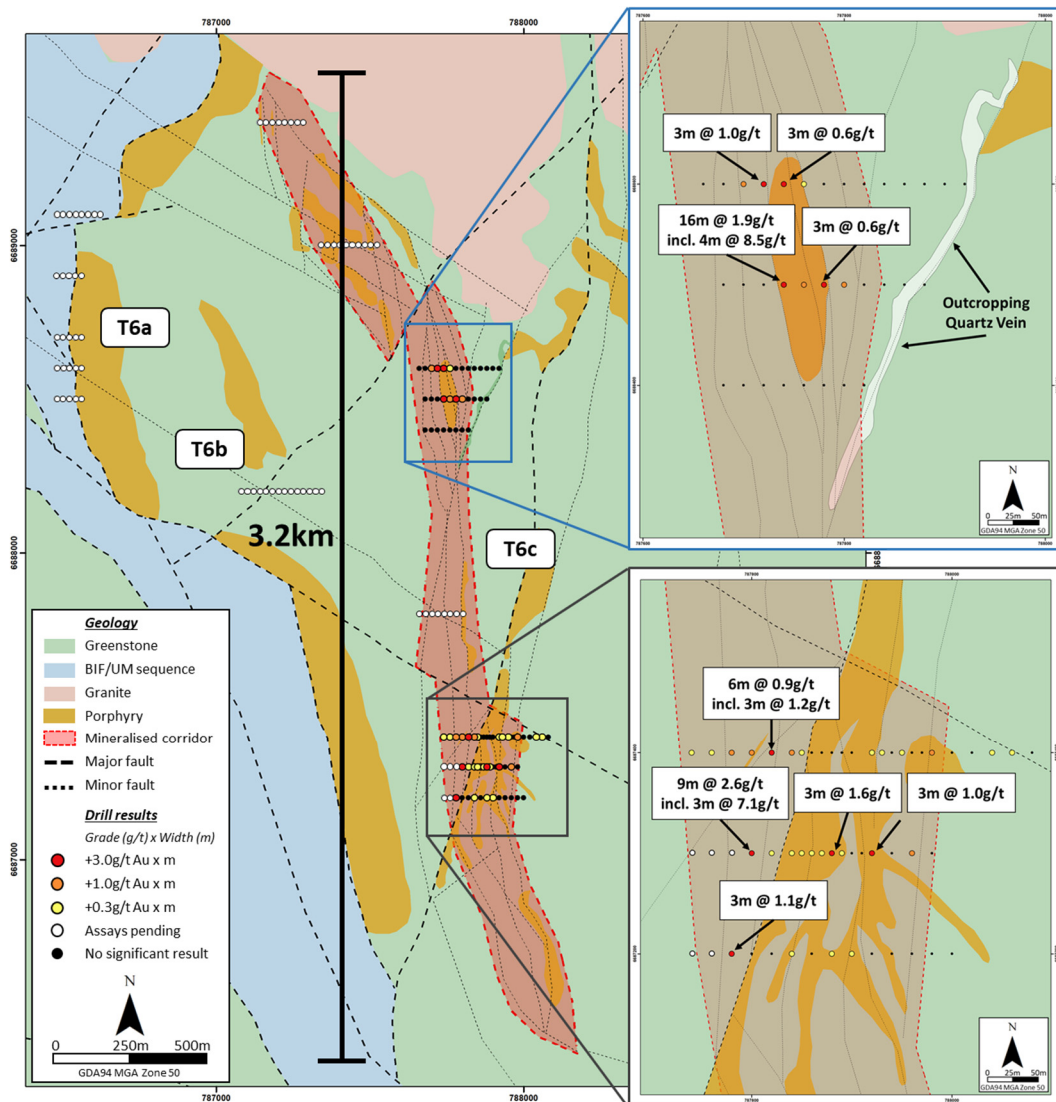 787000
788000
6689000
6688000
6687000
T6a
T6b
T6c
3.2km
Geology
Greenstone
BIF/UM sequence
Granite
Porphyry
Mineralised corridor
Major fault
Minor fault
Drill results
Grade (g/t) x Width (m)
+3.0g/t Au x m
+1.0g/t Au x m
+0.3g/t Au x m
Assays pending
No significant result
N
0 250m 500m
GDA94 MGA Zone 50
787000
788000
3m @ 1.0g/t
3m @ 0.6g/t
16m @ 1.9g/t
incl. 4m @ 8.5g/t
3m @ 0.6g/t
Outcropping
Quartz Vein
N
0 25m 50m
GDA94 MGA Zone 50
6m @ 0.9g/t
incl. 3m @ 1.2g/t
9m @ 2.6g/t
incl. 3m @ 7.1g/t
3m @ 1.6g/t
3m @ 1.0g/t
3m @ 1.1g/t
N
0 25m 50m
GDA94 MGA Zone 50